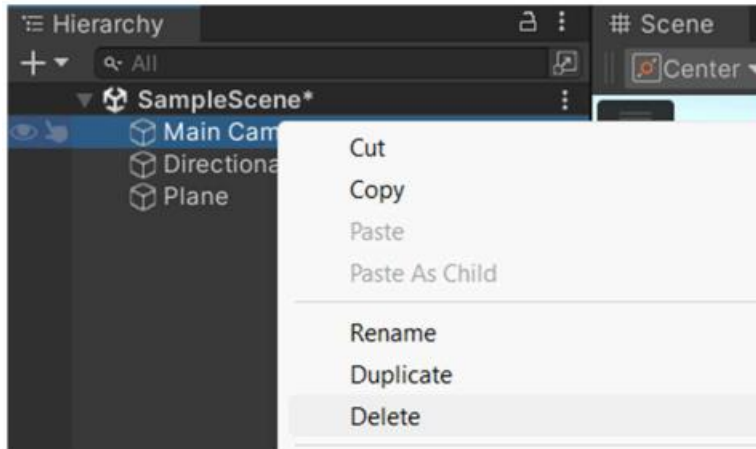 Hierarchy
Scene
All
Center
SampleScene*
Main Cam
Directiona
Plane
Cut
Copy
Paste
Paste As Child
Rename
Duplicate
Delete